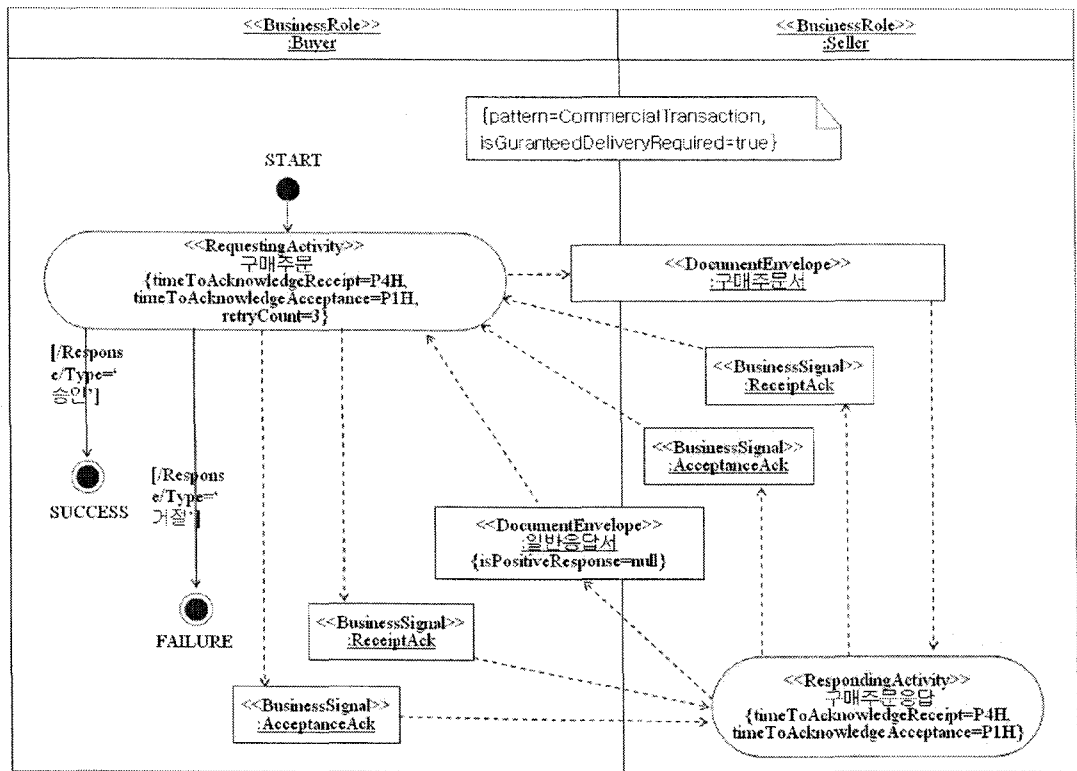 <<BusinessRole>>
:Buyer
<<BusinessRole>>
:Seller
{pattern=CommercialTransaction,
isGuranteedDeliveryRequired=true}
START
<<RequestingActivity>>
구매주문
{timeToAcknowledgeReceipt=P4H,
timeToAcknowledgeAcceptance=P1H,
retryCount=3}
<<DocumentEnvelope>>
:구매주문서
[/Respons
e/Type=‘
승인’]
<<BusinessSignal>>
:ReceiptAck
<<BusinessSignal>>
:AcceptanceAck
[/Respons
e/Type=‘
거절’]
SUCCESS
<<DocumentEnvelope>>
:일반응답서
{isPositiveResponse=null}
FAILURE
<<BusinessSignal>>
:ReceiptAck
<<BusinessSignal>>
:AcceptanceAck
<<RespondingActivity>>
구매주문응답
{timeToAcknowledgeReceipt=P4H,
timeToAcknowledgeAcceptance=P1H}